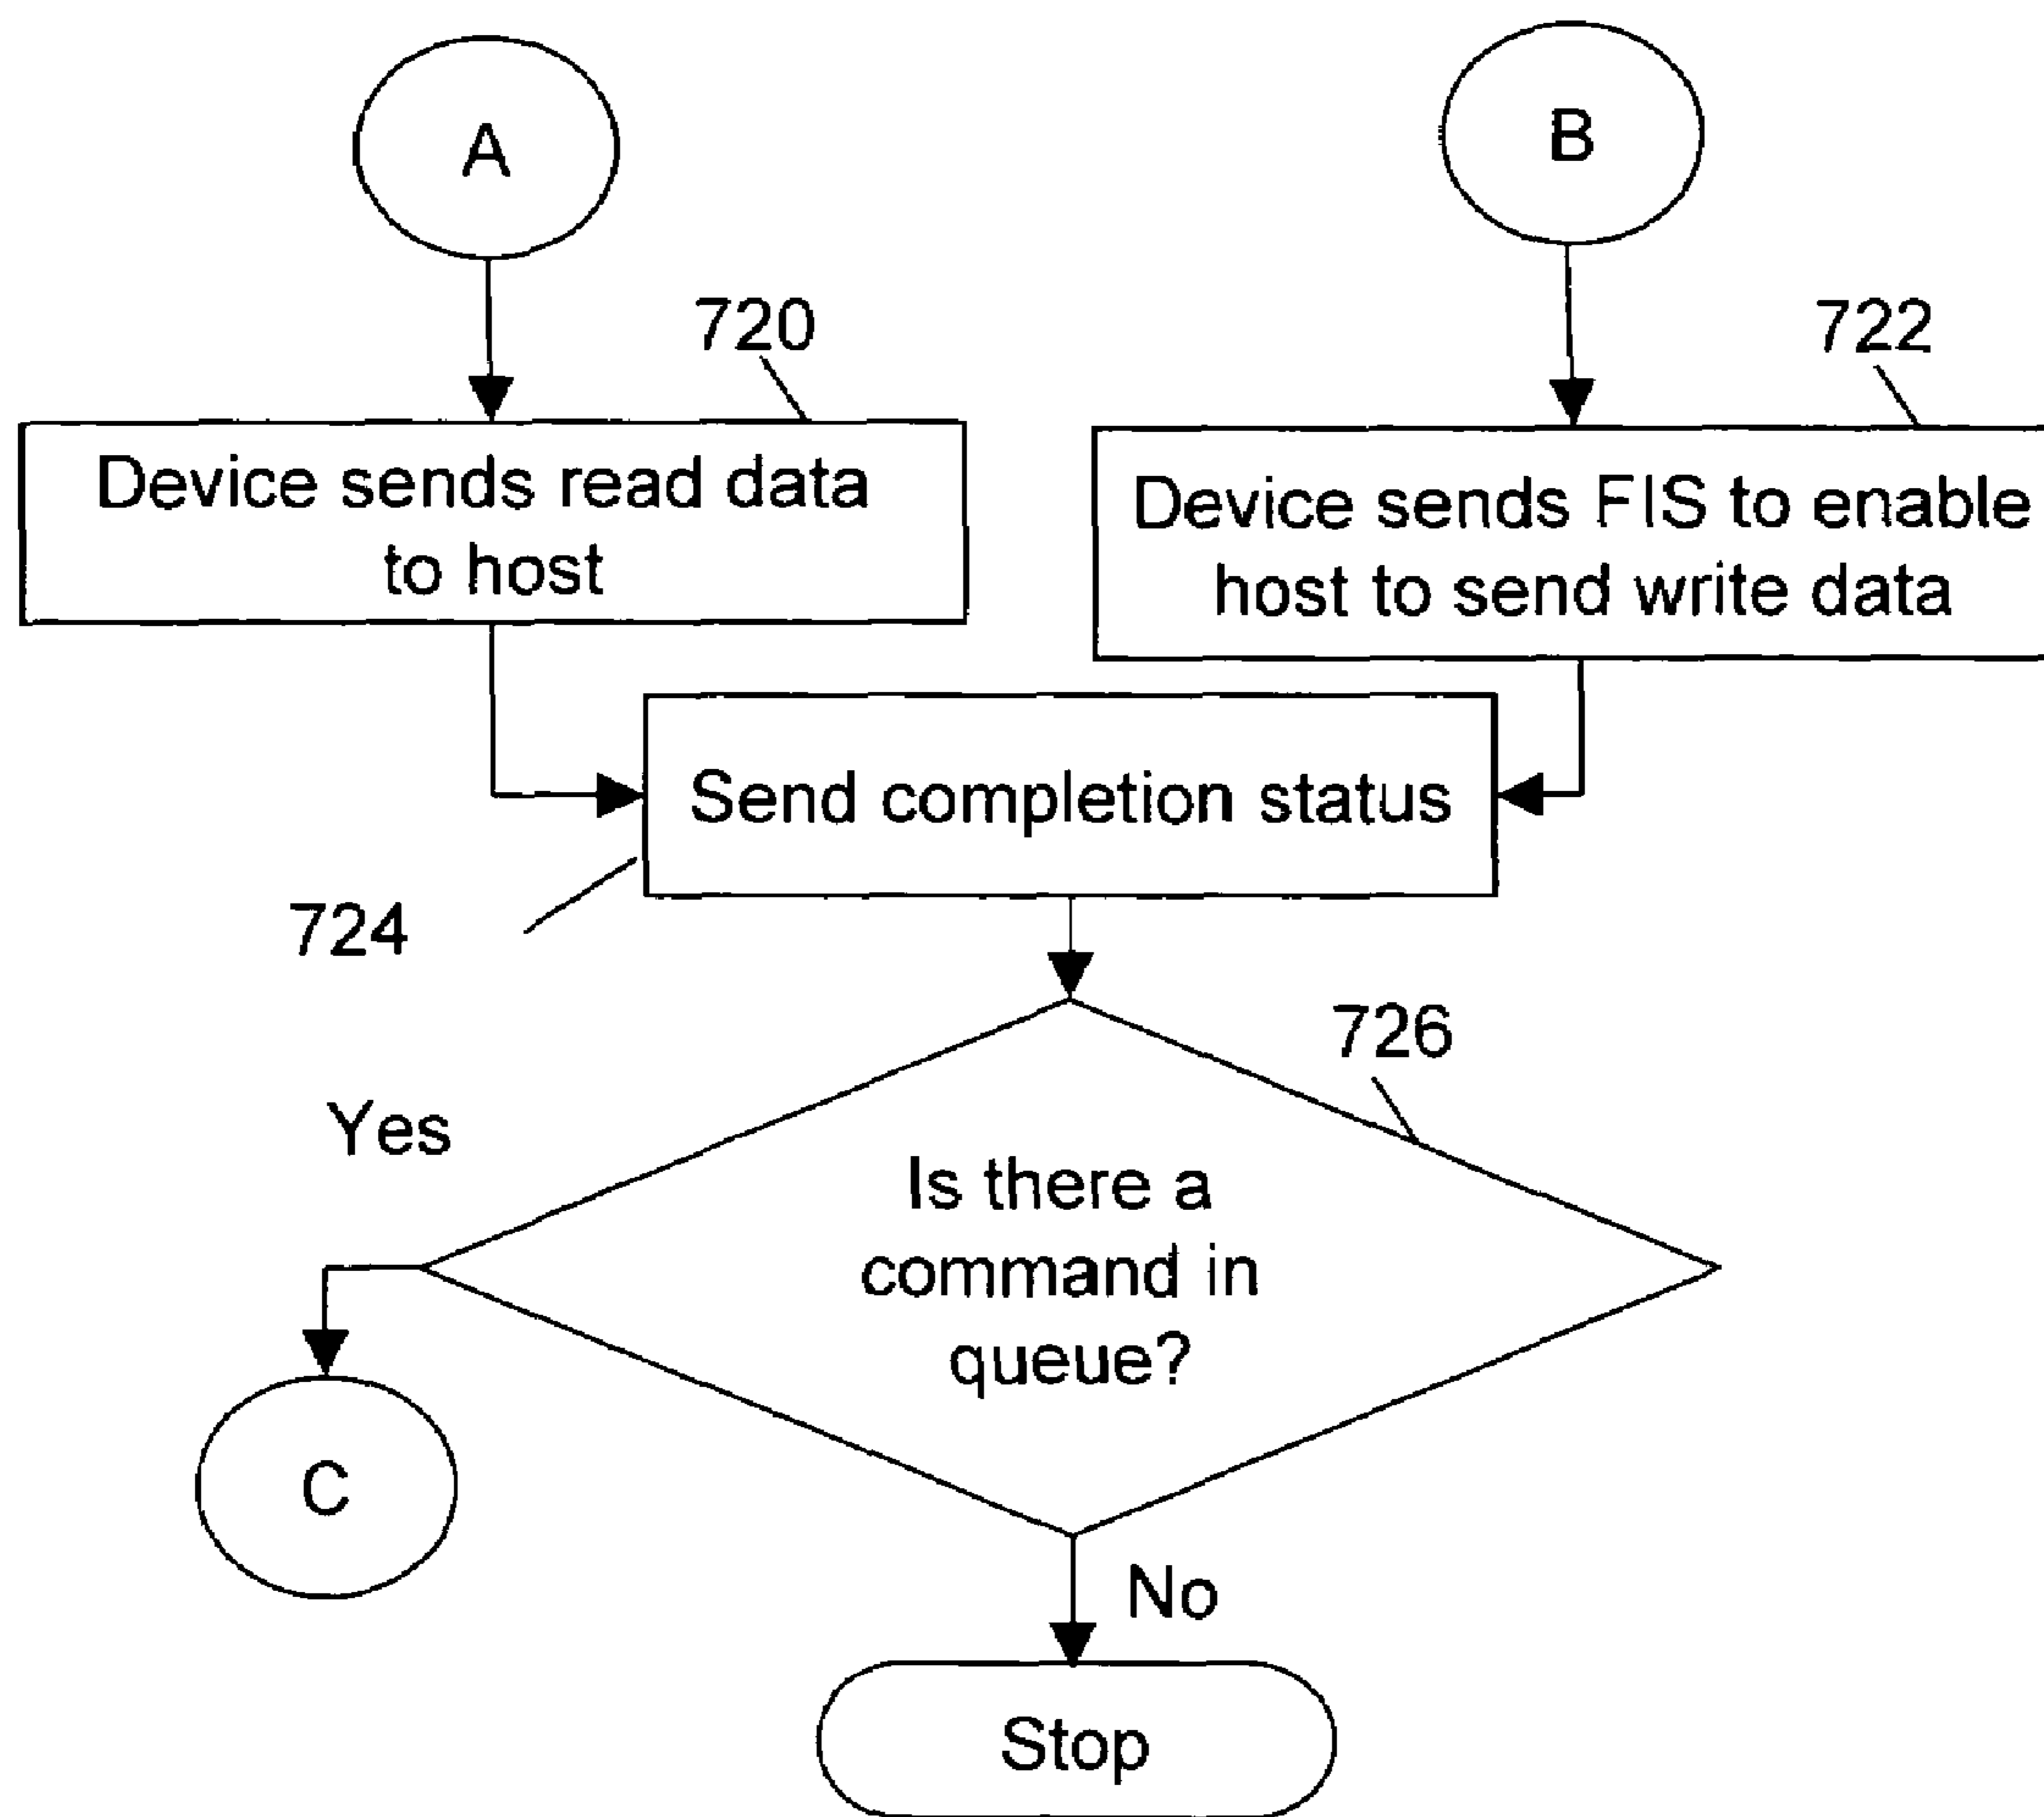 A
B
720
722
Device sends read data
to host
Device sends FIS to enable
host to send write data
Send completion status
724
726
Yes
Is there a
command in
queue?
C
No
Stop